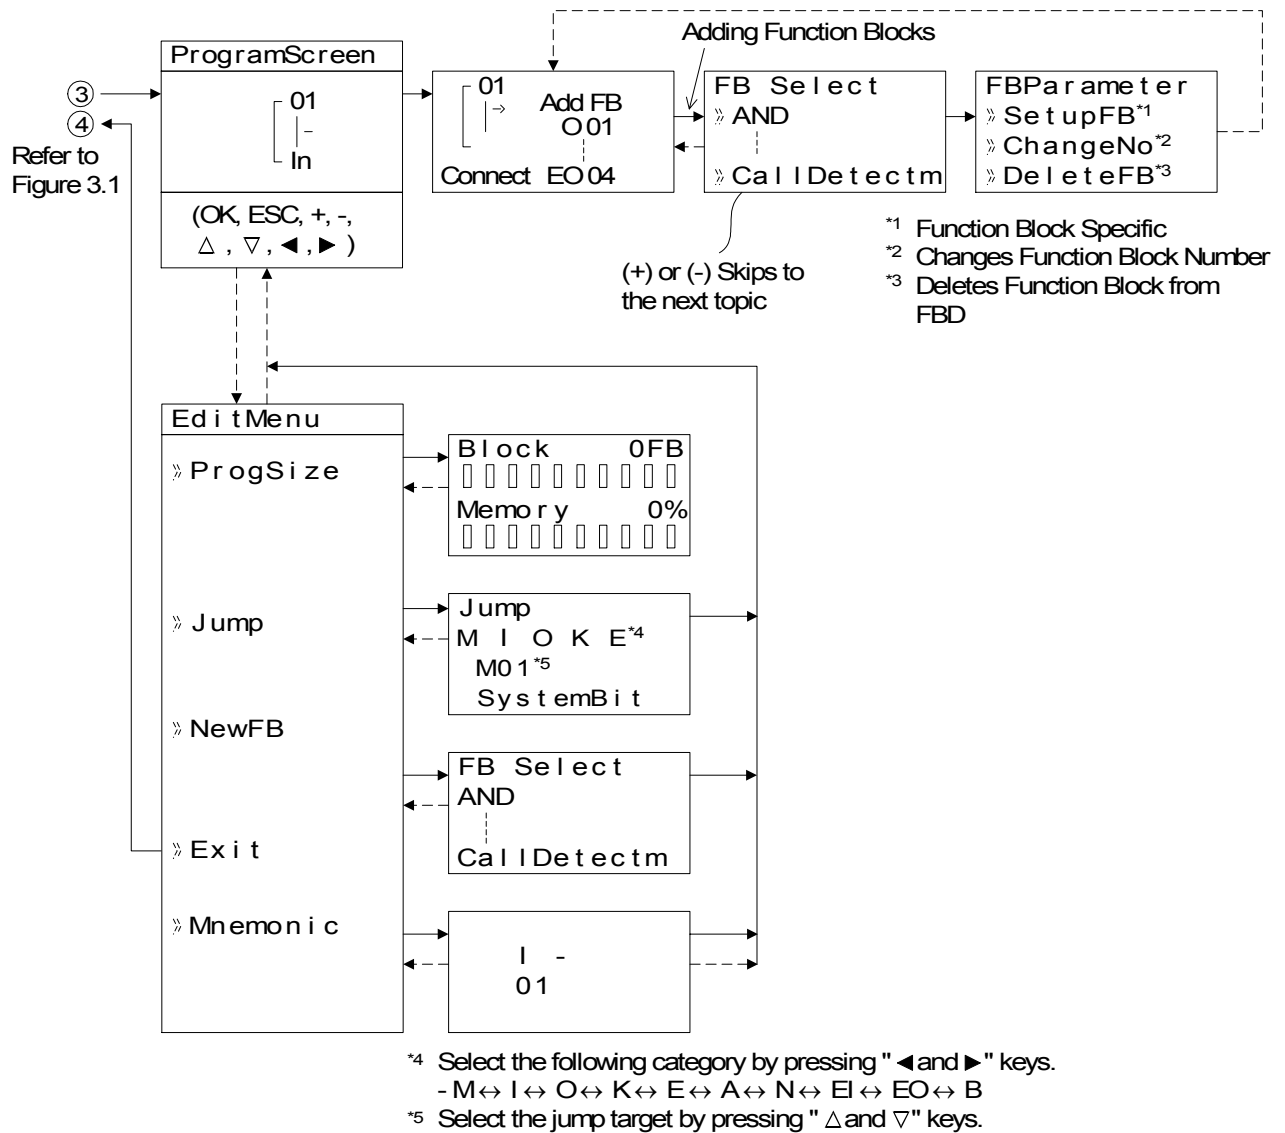 Adding Function Blocks
ProgramScreen
01
-
In
(OK, ESC, +, -,
△ , ▽ , ◀ , ▶ )
③
④
Refer to
Figure 3.1
01
Add FB
O 01
Connect EO 04
FB Select
» AND
» CallDetectm
(+) or (-) Skips to
the next topic
FBParameter
» SetupFB*1
» ChangeNo*2
» DeleteFB*3
*1 Function Block Specific
*2 Changes Function Block Number
*3 Deletes Function Block from
FBD
EditMenu
» ProgSize
» Jump
» NewFB
» Exit
» Mnemonic
Block 0FB
Memory 0%
Jump
M I O K E*4
M01*5
SystemBit
FB Select
AND
CallDetectm
I -
01
*4 Select the following category by pressing " ◀ and ▶ " keys.
- M ↔ I ↔ O ↔ K ↔ E ↔ A ↔ N ↔ EI ↔ EO ↔ B
*5 Select the jump target by pressing " △ and ▽ " keys.